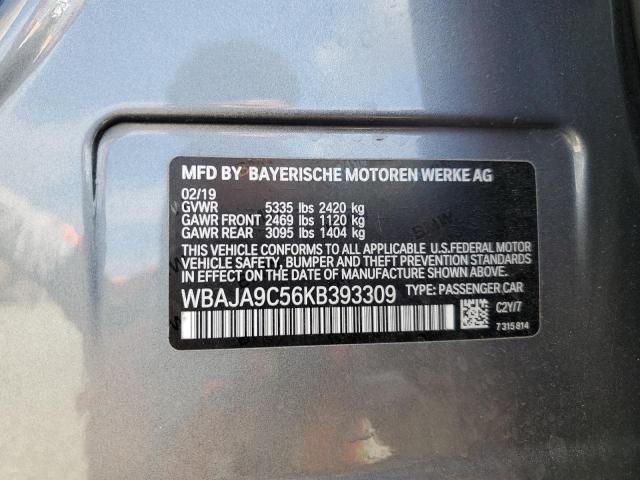 MFD BY BAYERISCHE MOTOREN WERKE AG
02/19
GVWR 5335 lbs 2420 kg
GAWR FRONT 2469 lbs 1120 kg
GAWR REAR 3095 lbs 1404 kg
THIS VEHICLE CONFORMS TO ALL APPLICABLE U.S.FEDERAL MOTOR
VEHICLE SAFETY, BUMPER AND THEFT PREVENTION STANDARDS
IN EFFECT ON THE DATE OF MANUFACTURE SHOWN ABOVE.
WBAJA9C56KB393309 TYPE: PASSENGER CAR
C2Y/7
7 315 814